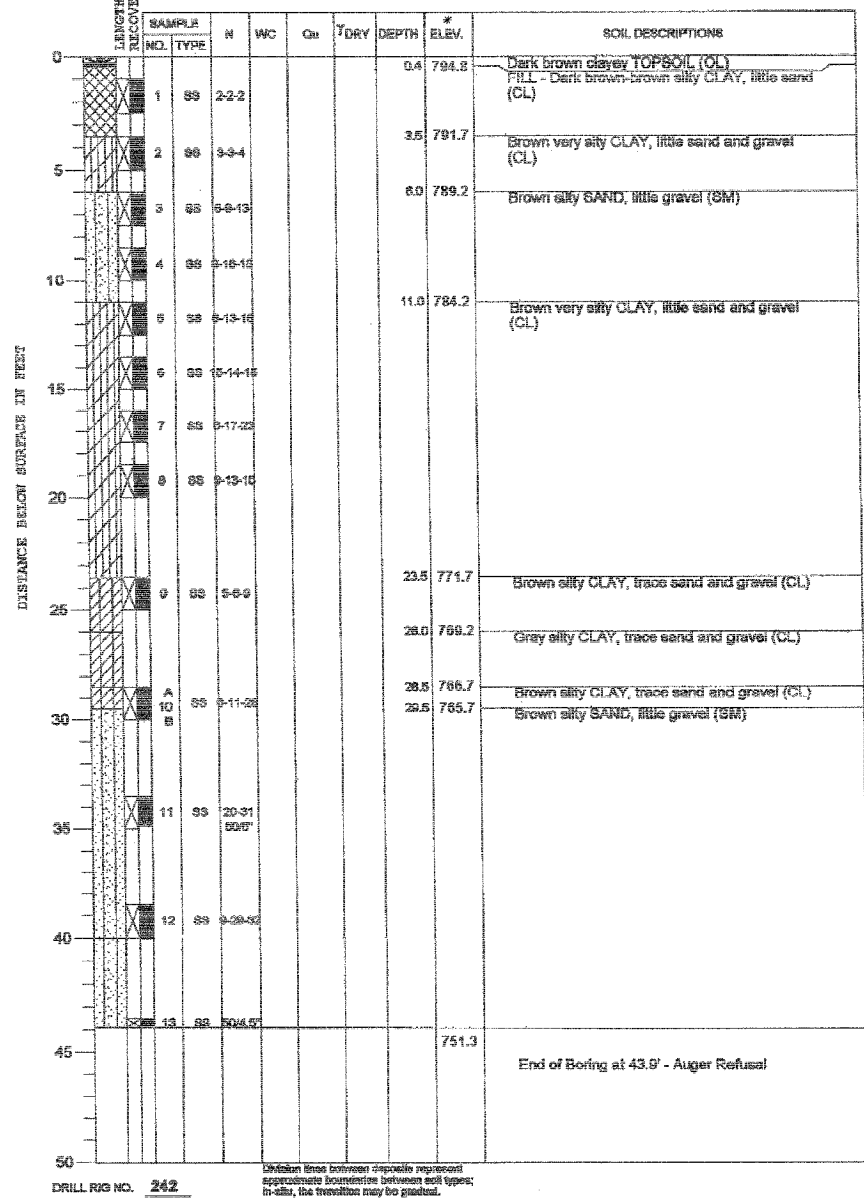 LENGTH
RECOVE
SAMPLE
NO. TYPE N WC Qu γDRY DEPTH * ELEV. SOIL DESCRIPTIONS
DISTANCE BELOW SURFACE IN FEET
0
0.4 794.8 Dark brown clayey TOPSOIL (OL)
FILL - Dark brown-brown silty CLAY, little sand
(CL)
1 SS 2-2-2
3.5 791.7 Brown very silty CLAY, little sand and gravel
(CL)
2 SS 3-3-4
5
6.0 789.2 Brown silty SAND, little gravel (SM)
3 SS
4 SS
10
11.0 784.2 Brown very silty CLAY, little sand and gravel
(CL)
5 SS
6 SS
15
7 SS
8 SS
20
23.5 771.7 Brown silty CLAY, trace sand and gravel (CL)
9 SS
25
26.0 769.2 Gray silty CLAY, trace sand and gravel (CL)
28.5 766.7 Brown silty CLAY, trace sand and gravel (CL)
A
10 SS
B
29.5 765.7 Brown silty SAND, little gravel (SM)
30
11 SS 20-31
50/5"
35
12 SS
40
13 SS 50/4.5"
751.3
45
End of Boring at 43.9' - Auger Refusal
50
DRILL RIG NO. 242
Division lines between deposits represent
approximate boundaries between soil types;
in-situ, the transition may be gradual.